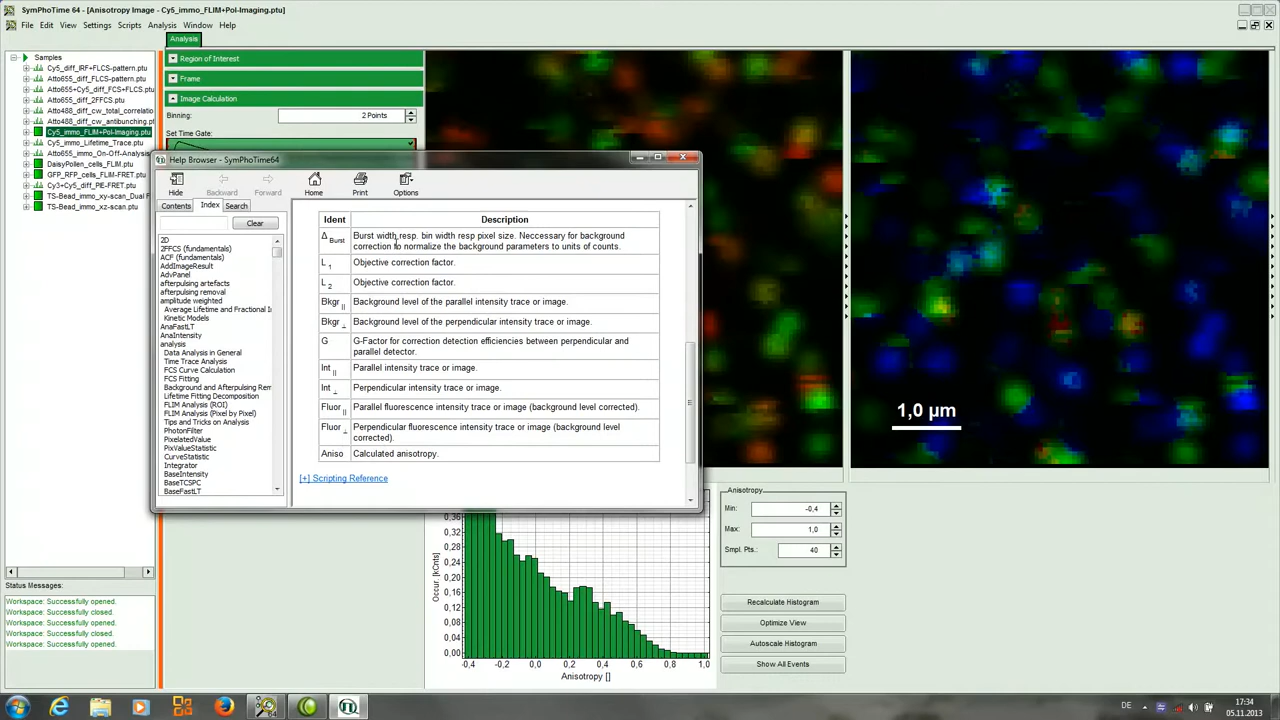 SymPhoTime 64 - [Anisotropy Image - Cy5_immo_FLIM+Pol-Imaging.ptu]
File Edit View Settings Scripts Analysis Window Help
Analysis
Samples
Cy5_diff_IRF+FLCS-pattern.ptu
Atto655_diff_FLCS-pattern.ptu
Atto655+Cy5_diff_FCS+FLCS.ptu
Atto655_diff_2FFCS.ptu
Atto488_diff_cw_total_correlatio
Atto488_diff_cw_antibunching.pt
Cy5_immo_FLIM+Pol-Imaging.ptu
Cy5_immo_Lifetime_Trace.ptu
Atto655_immo_On-Off-Analysis
DaisyPollen_cells_FLIM.ptu
GFP_RFP_cells_FLIM-FRET.ptu
Cy3+Cy5_diff_PIE-FRET.ptu
TS-Bead_immo_xy-scan_Dual F
TS-Bead_immo_xz-scan.ptu
Region of Interest
Frame
Image Calculation
Binning: 2 Points
Set Time Gate:
Help Browser - SymPhoTime64
Hide Backward Forward Home Print Options
Contents Index Search
Clear
2D
2FFCS (fundamentals)
ACF (fundamentals)
AddImageResult
AdvPanel
afterpulsing artefacts
afterpulsing removal
amplitude weighted
Average Lifetime and Fractional In
Kinetic Models
AnaFastLT
AnaIntensity
analysis
Data Analysis in General
Time Trace Analysis
FCS Curve Calculation
FCS Fitting
Background and Afterpulsing Rem
Lifetime Fitting Decomposition
FLIM Analysis (ROI)
FLIM Analysis (Pixel by Pixel)
Tips and Tricks on Analysis
PhotonFilter
PixelatedValue
PixValueStatistic
CurveStatistic
Integrator
BaseIntensity
BaseTCSPC
BaseFastLT
Ident Description
Δ Burst Burst width resp. bin width resp pixel size. Neccessary for background
correction to normalize the background parameters to units of counts.
L 1 Objective correction factor.
L 2 Objective correction factor.
Bkgr || Background level of the parallel intensity trace or image.
Bkgr ⊥ Background level of the perpendicular intensity trace or image.
G G-Factor for correction detection efficiencies between perpendicular and
parallel detector.
Int || Parallel intensity trace or image.
Int ⊥ Perpendicular intensity trace or image.
Fluor || Parallel fluorescence intensity trace or image (background level corrected).
Fluor ⊥ Perpendicular fluorescence intensity trace or image (background level
corrected).
Aniso Calculated anisotropy.
[+] Scripting Reference
1,0 µm
Occur. [kCnts]
0,36
0,32
0,28
0,24
0,20
0,16
0,12
0,08
0,04
0,00
-0,4 -0,2 0,0 0,2 0,4 0,6 0,8 1,0
Anisotropy []
Anisotropy
Min: -0,4
Max: 1,0
Smpl. Pts.: 40
Recalculate Histogram
Optimize View
Autoscale Histogram
Show All Events
Status Messages:
Workspace: Successfully opened.
Workspace: Successfully closed.
Workspace: Successfully opened.
Workspace: Successfully closed.
Workspace: Successfully opened.
DE
17:34
05.11.2013